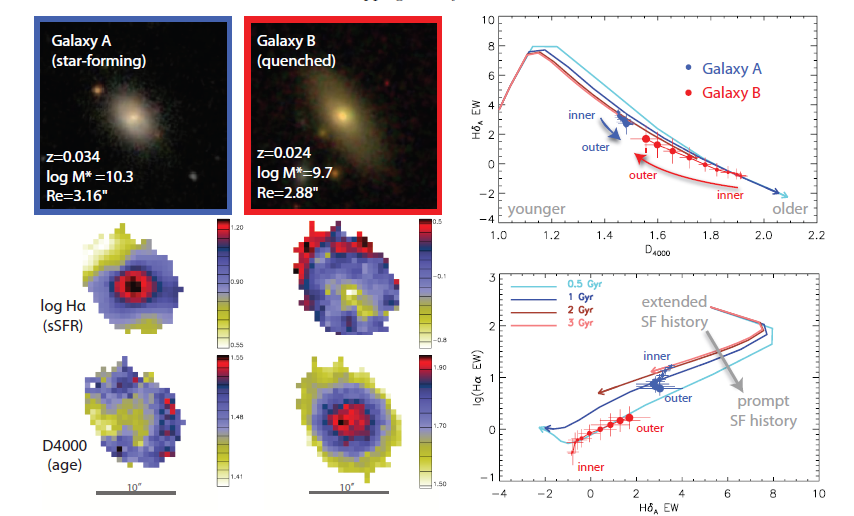 Galaxy A
(star-forming)
z=0.034
log M* =10.3
Re=3.16"
Galaxy B
(quenched)
z=0.024
log M*=9.7
Re=2.88"
log Hα
(sSFR)
1.20
0.90
0.55
0.5
-0.1
-0.8
D4000
(age)
1.55
1.48
1.41
10"
1.90
1.70
1.50
10"
HδA EW
10
8
6
4
2
0
−2
−4
Galaxy A
Galaxy B
inner
outer
outer
inner
younger
older
1.0 1.2 1.4 1.6 1.8 2.0 2.2
D4000
lg(Hα EW)
3
2
1
0
−1
0.5 Gyr
1 Gyr
2 Gyr
3 Gyr
extended
SF history
inner
outer
prompt
SF history
outer
inner
−4 −2 0 2 4 6 8 10
HδA EW